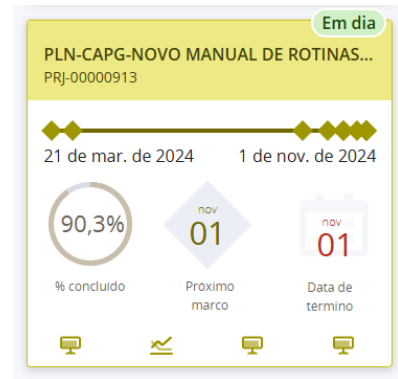 Em dia
PLN-CAPG-NOVO MANUAL DE ROTINAS...
PRJ-00000913
21 de mar. de 2024 1 de nov. de 2024
90,3%
nov
01
nov
01
% concluído
Próximo
marco
Data de
término